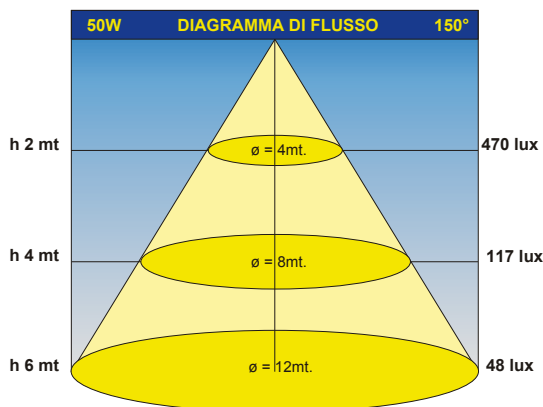 50W DIAGRAMMA DI FLUSSO 150°
h 2 mt ø = 4mt. 470 lux
h 4 mt ø = 8mt. 117 lux
h 6 mt ø = 12mt. 48 lux